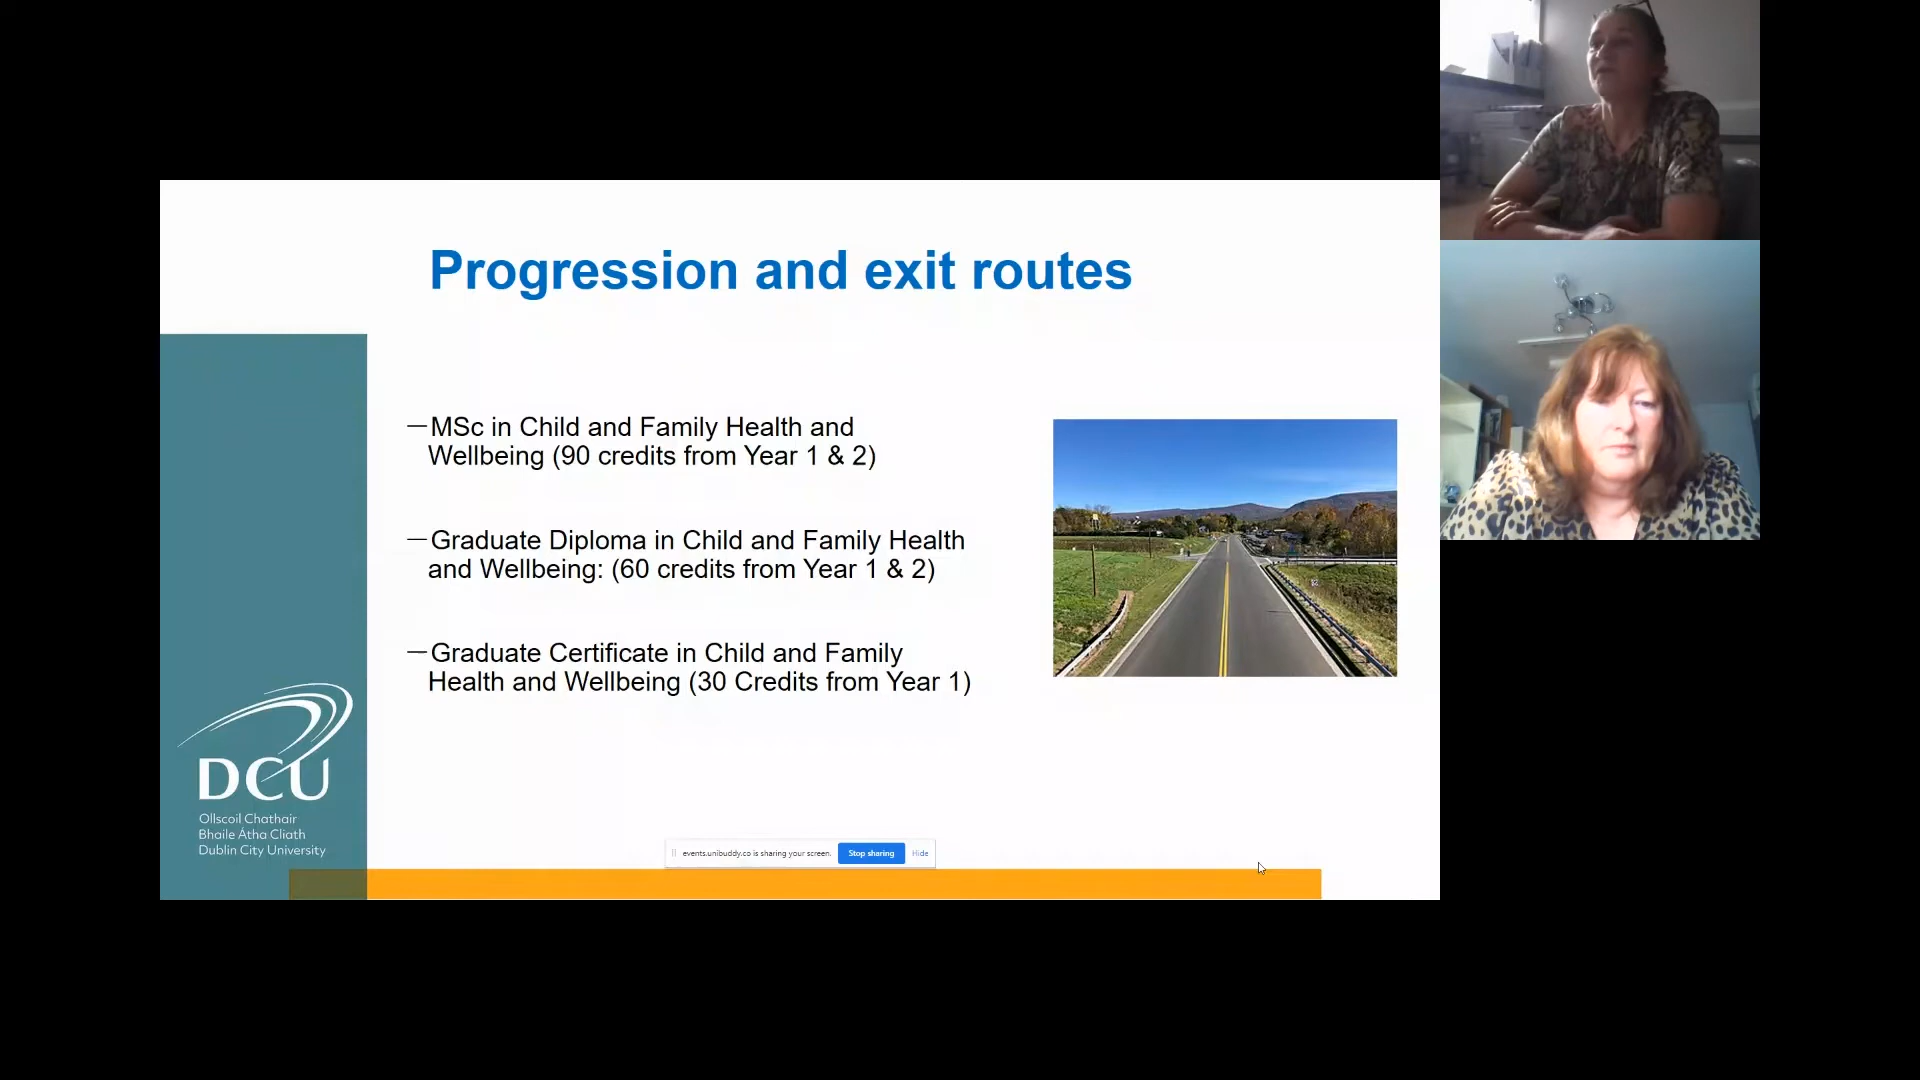 Progression and exit routes
—MSc in Child and Family Health and
Wellbeing (90 credits from Year 1 & 2)
—Graduate Diploma in Child and Family Health
and Wellbeing: (60 credits from Year 1 & 2)
—Graduate Certificate in Child and Family
Health and Wellbeing (30 Credits from Year 1)
DCU
Ollscoil Chathair
Bhaile Átha Cliath
Dublin City University
events.unibuddy.co is sharing your screen.
Stop sharing
Hide